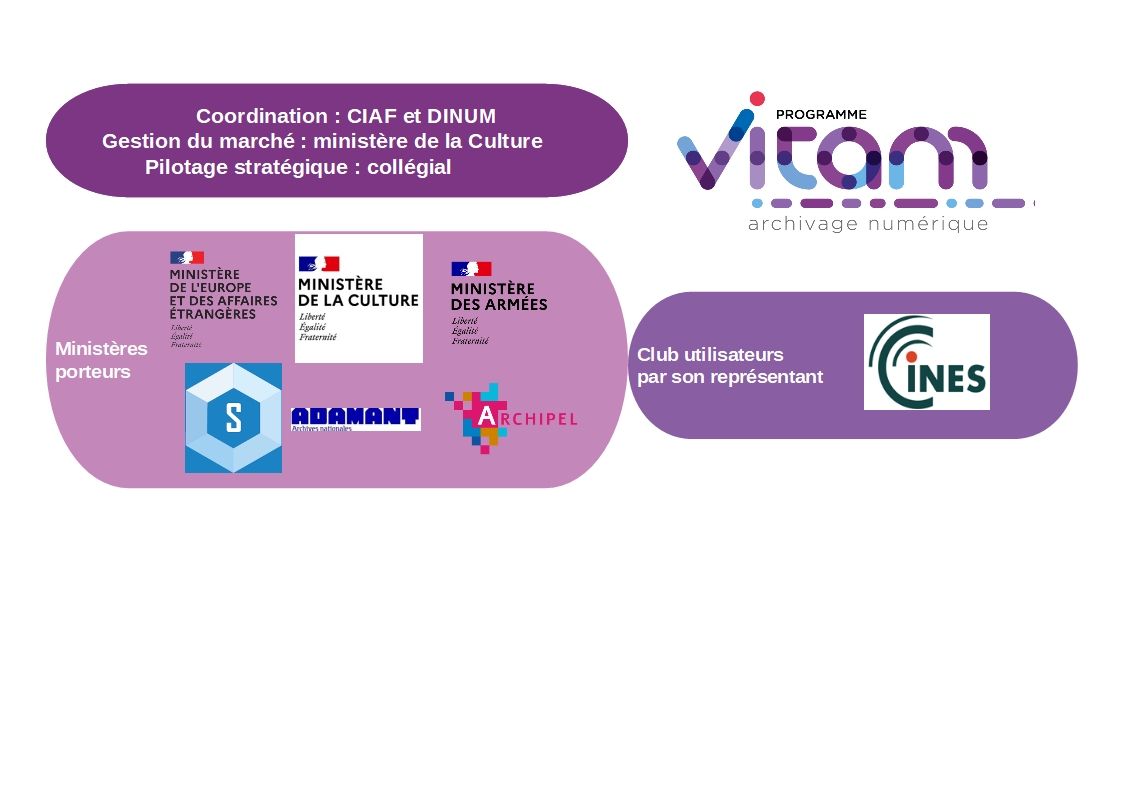 Coordination : CIAF et DINUM
Gestion du marché : ministère de la Culture
Pilotage stratégique : collégial
PROGRAMME
vitam
archivage numérique
Ministères
porteurs
MINISTÈRE
DE L'EUROPE
ET DES AFFAIRES
ÉTRANGÈRES
Liberté
Égalité
Fraternité
MINISTÈRE
DE LA CULTURE
Liberté
Égalité
Fraternité
MINISTÈRE
DES ARMÉES
Liberté
Égalité
Fraternité
S
ADAMANT
Archives nationales
ARCHIPEL
Club utilisateurs
par son représentant
CINES